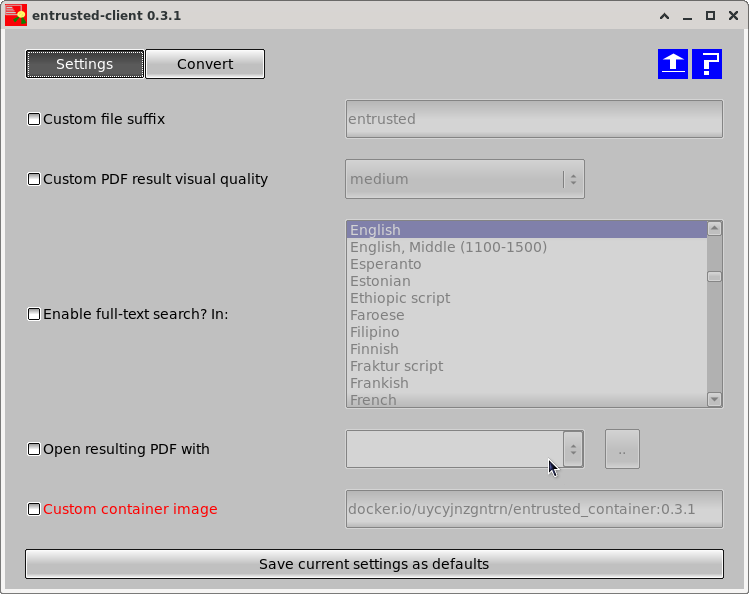 entrusted-client 0.3.1
Settings
Convert
?
Custom file suffix
entrusted
Custom PDF result visual quality
medium
Enable full-text search? In:
English
English, Middle (1100-1500)
Esperanto
Estonian
Ethiopic script
Faroese
Filipino
Finnish
Fraktur script
Frankish
French
Open resulting PDF with
..
Custom container image
docker.io/uycyjnzgntrn/entrusted_container:0.3.1
Save current settings as defaults